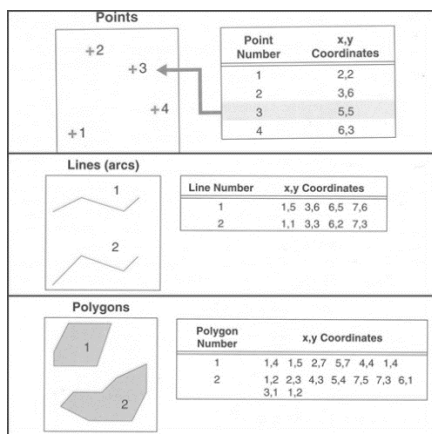 Points
+2
+3
+4
+1
Point Number x,y Coordinates
1 2,2
2 3,6
3 5,5
4 6,3
Lines (arcs)
1
2
Line Number x,y Coordinates
1 1,5 3,6 6,5 7,6
2 1,1 3,3 6,2 7,3
Polygons
1
2
Polygon Number x,y Coordinates
1 1,4 1,5 2,7 5,7 4,4 1,4
2 1,2 2,3 4,3 5,4 7,5 7,3 6,1
3,1 1,2